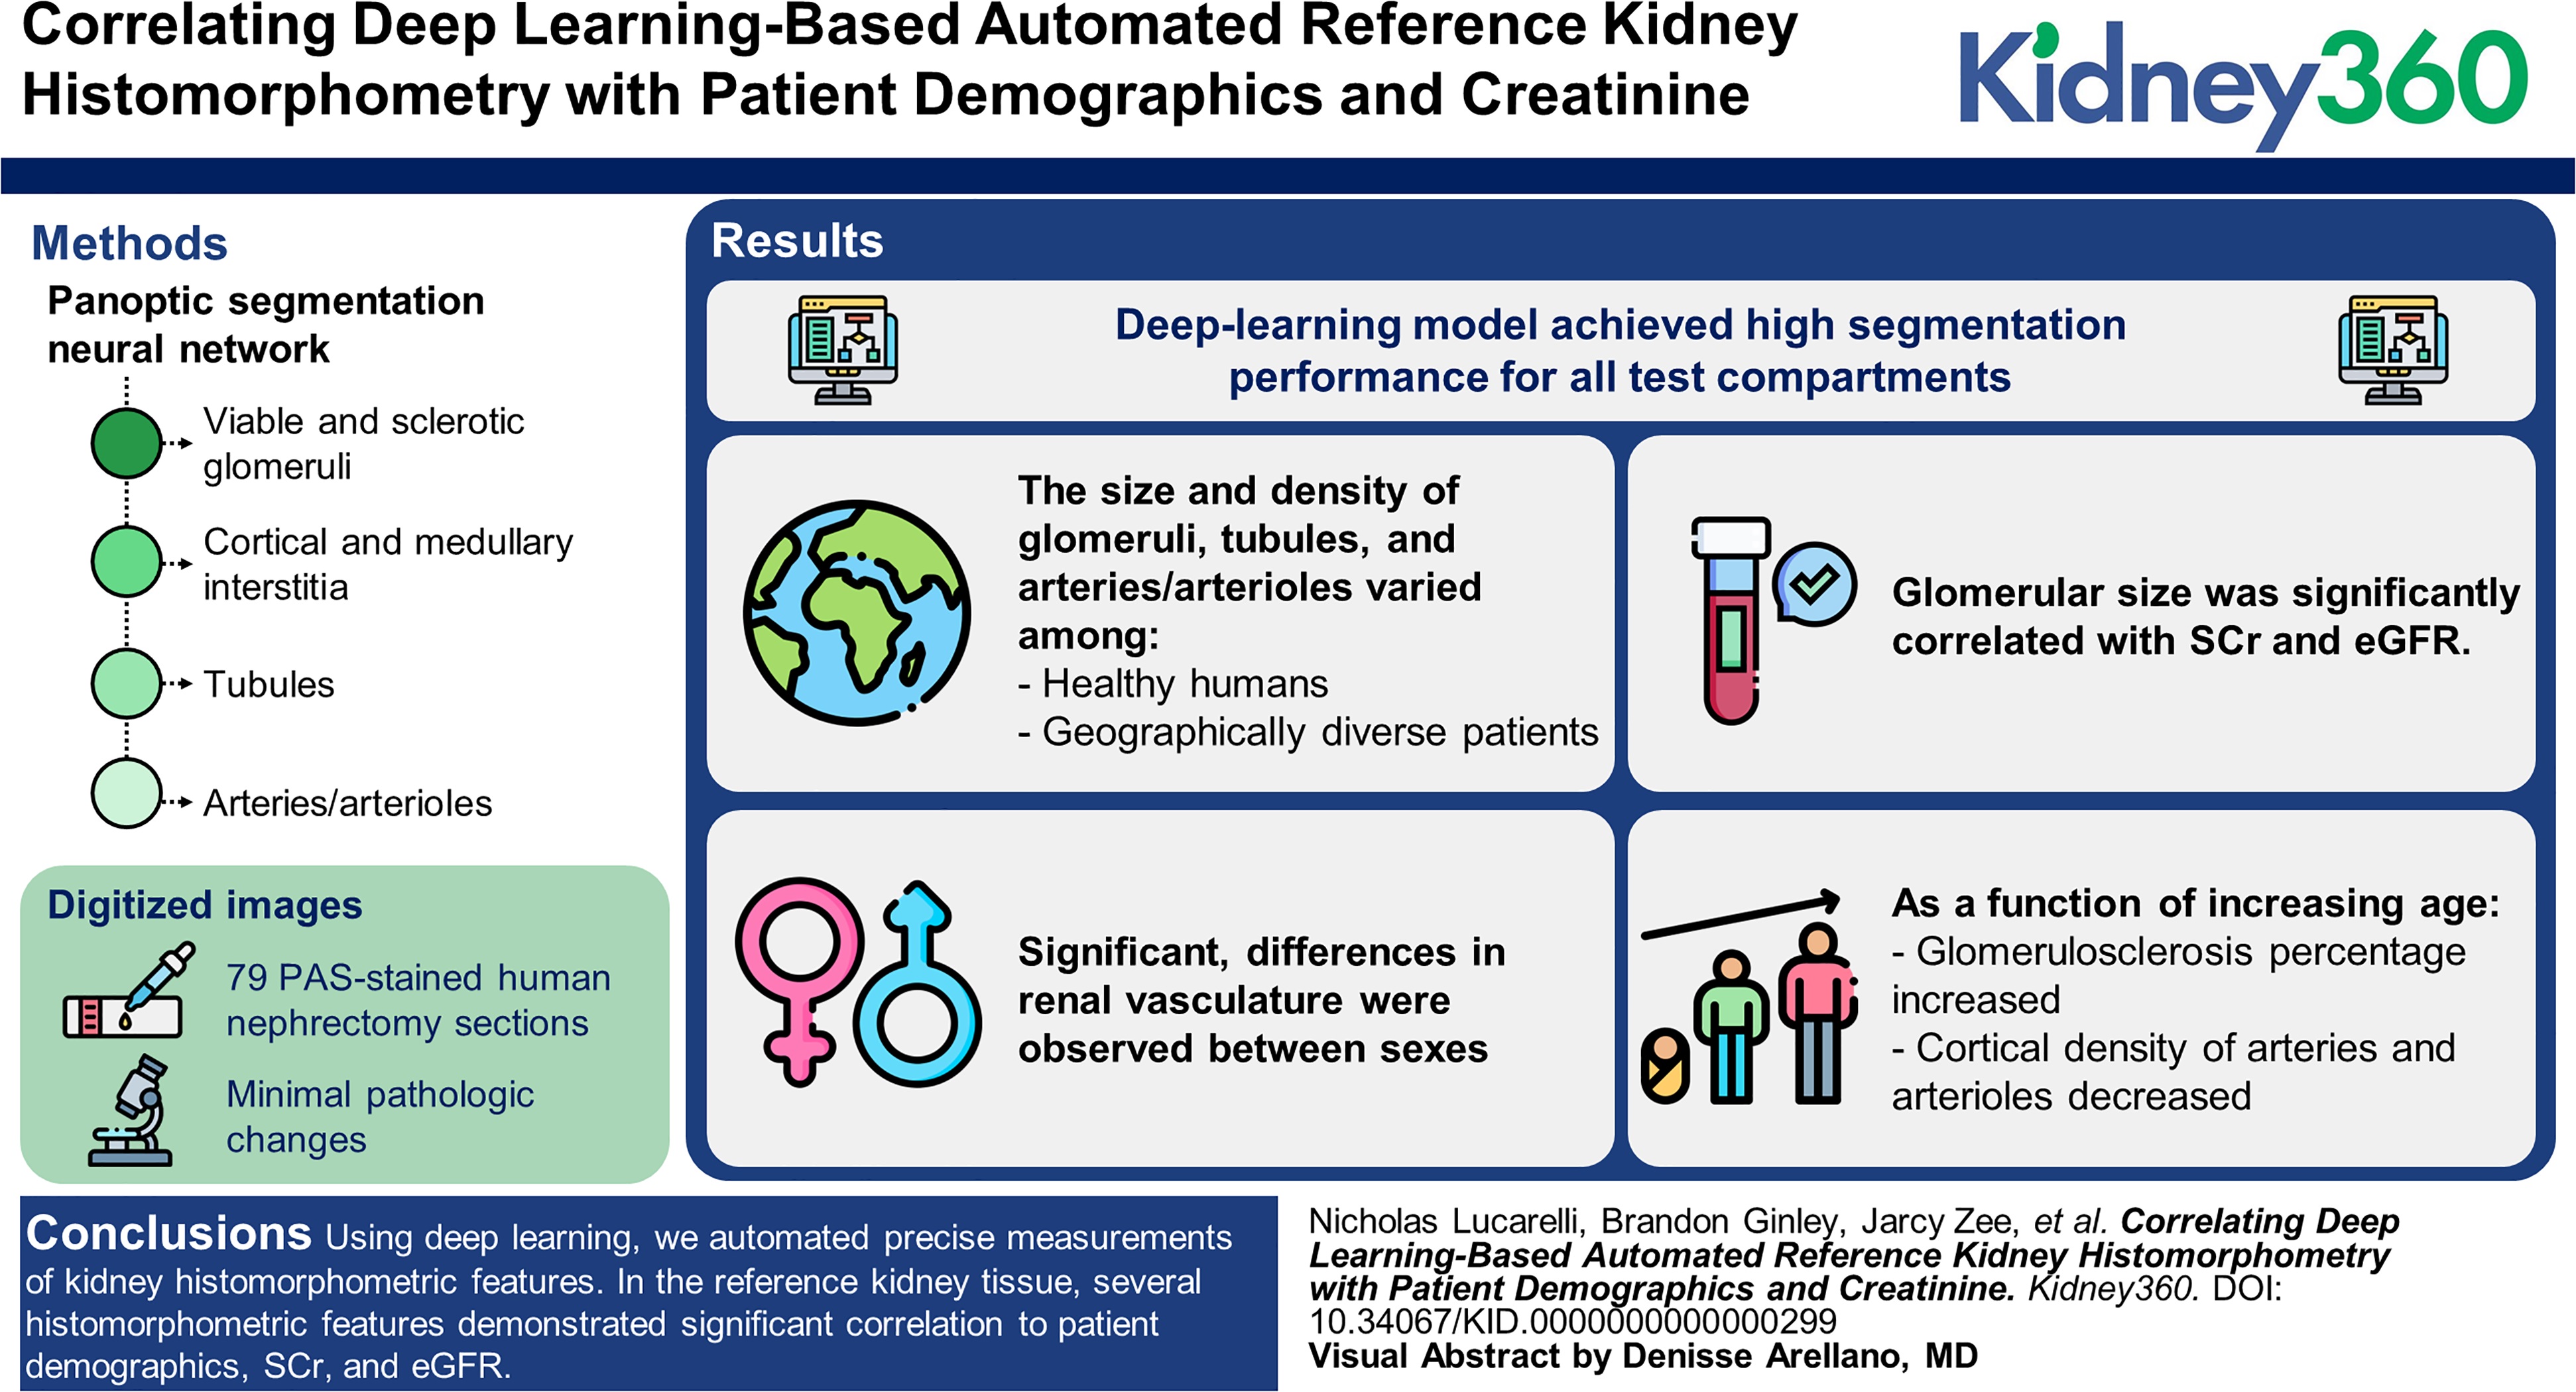 Correlating Deep Learning-Based Automated Reference Kidney
Histomorphometry with Patient Demographics and Creatinine
Kidney360
Methods
Panoptic segmentation
neural network
Viable and sclerotic
glomeruli
Cortical and medullary
interstitia
Tubules
Arteries/arterioles
Digitized images
79 PAS-stained human
nephrectomy sections
Minimal pathologic
changes
Results
Deep-learning model achieved high segmentation
performance for all test compartments
The size and density of
glomeruli, tubules, and
arteries/arterioles varied
among:
- Healthy humans
- Geographically diverse patients
Glomerular size was significantly
correlated with SCr and eGFR.
Significant, differences in
renal vasculature were
observed between sexes
As a function of increasing age:
- Glomerulosclerosis percentage
increased
- Cortical density of arteries and
arterioles decreased
Conclusions Using deep learning, we automated precise measurements
of kidney histomorphometric features. In the reference kidney tissue, several
histomorphometric features demonstrated significant correlation to patient
demographics, SCr, and eGFR.
Nicholas Lucarelli, Brandon Ginley, Jarcy Zee, et al. Correlating Deep
Learning-Based Automated Reference Kidney Histomorphometry
with Patient Demographics and Creatinine. Kidney360. DOI:
10.34067/KID.0000000000000299
Visual Abstract by Denisse Arellano, MD